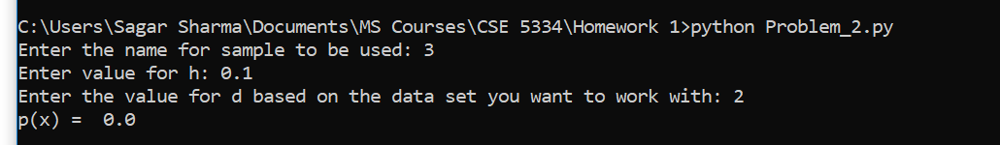 C:\Users\Sagar Sharma\Documents\MS Courses\CSE 5334\Homework 1>python Problem_2.py
Enter the name for sample to be used: 3
Enter value for h: 0.1
Enter the value for d based on the data set you want to work with: 2
p(x) =  0.0